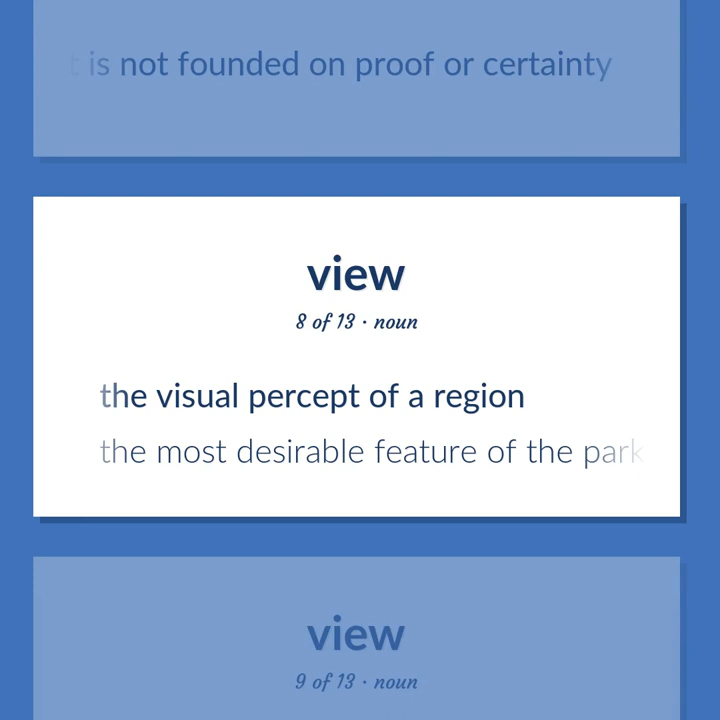 is not founded on proof or certainty
view
8 of 13 · noun
the visual percept of a region
the most desirable feature of the park
view
9 of 13 · noun